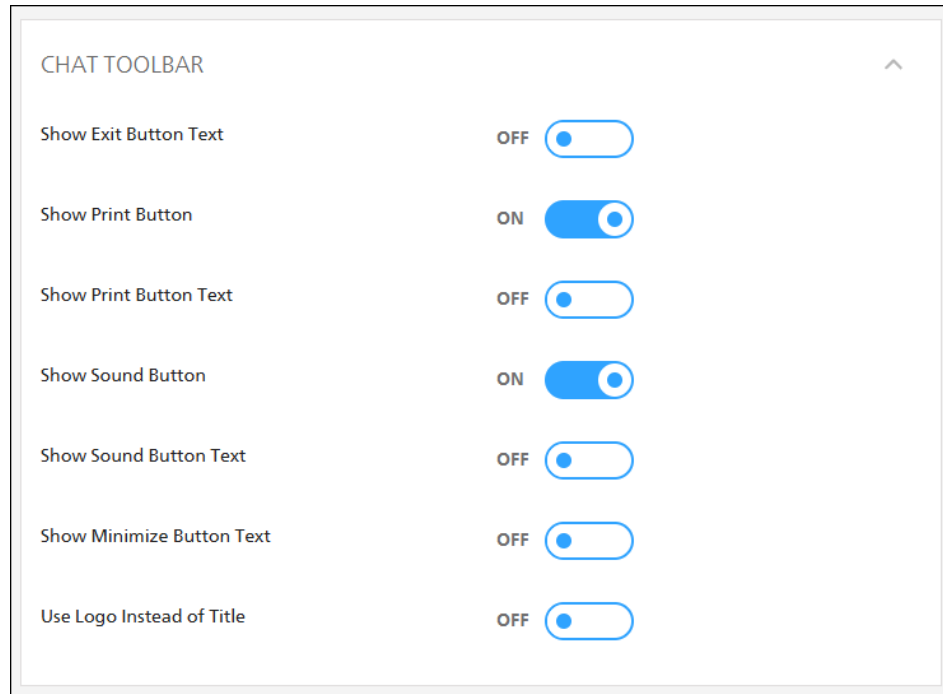 CHAT TOOLBAR
Show Exit Button Text OFF
Show Print Button ON
Show Print Button Text OFF
Show Sound Button ON
Show Sound Button Text OFF
Show Minimize Button Text OFF
Use Logo Instead of Title OFF